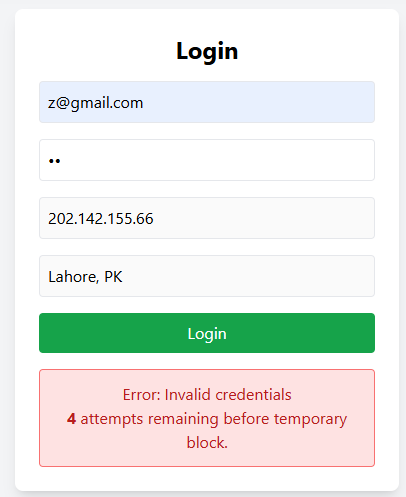 Login
z@gmail.com
••
202.142.155.66
Lahore, PK
Login
Error: Invalid credentials
4 attempts remaining before temporary
block.